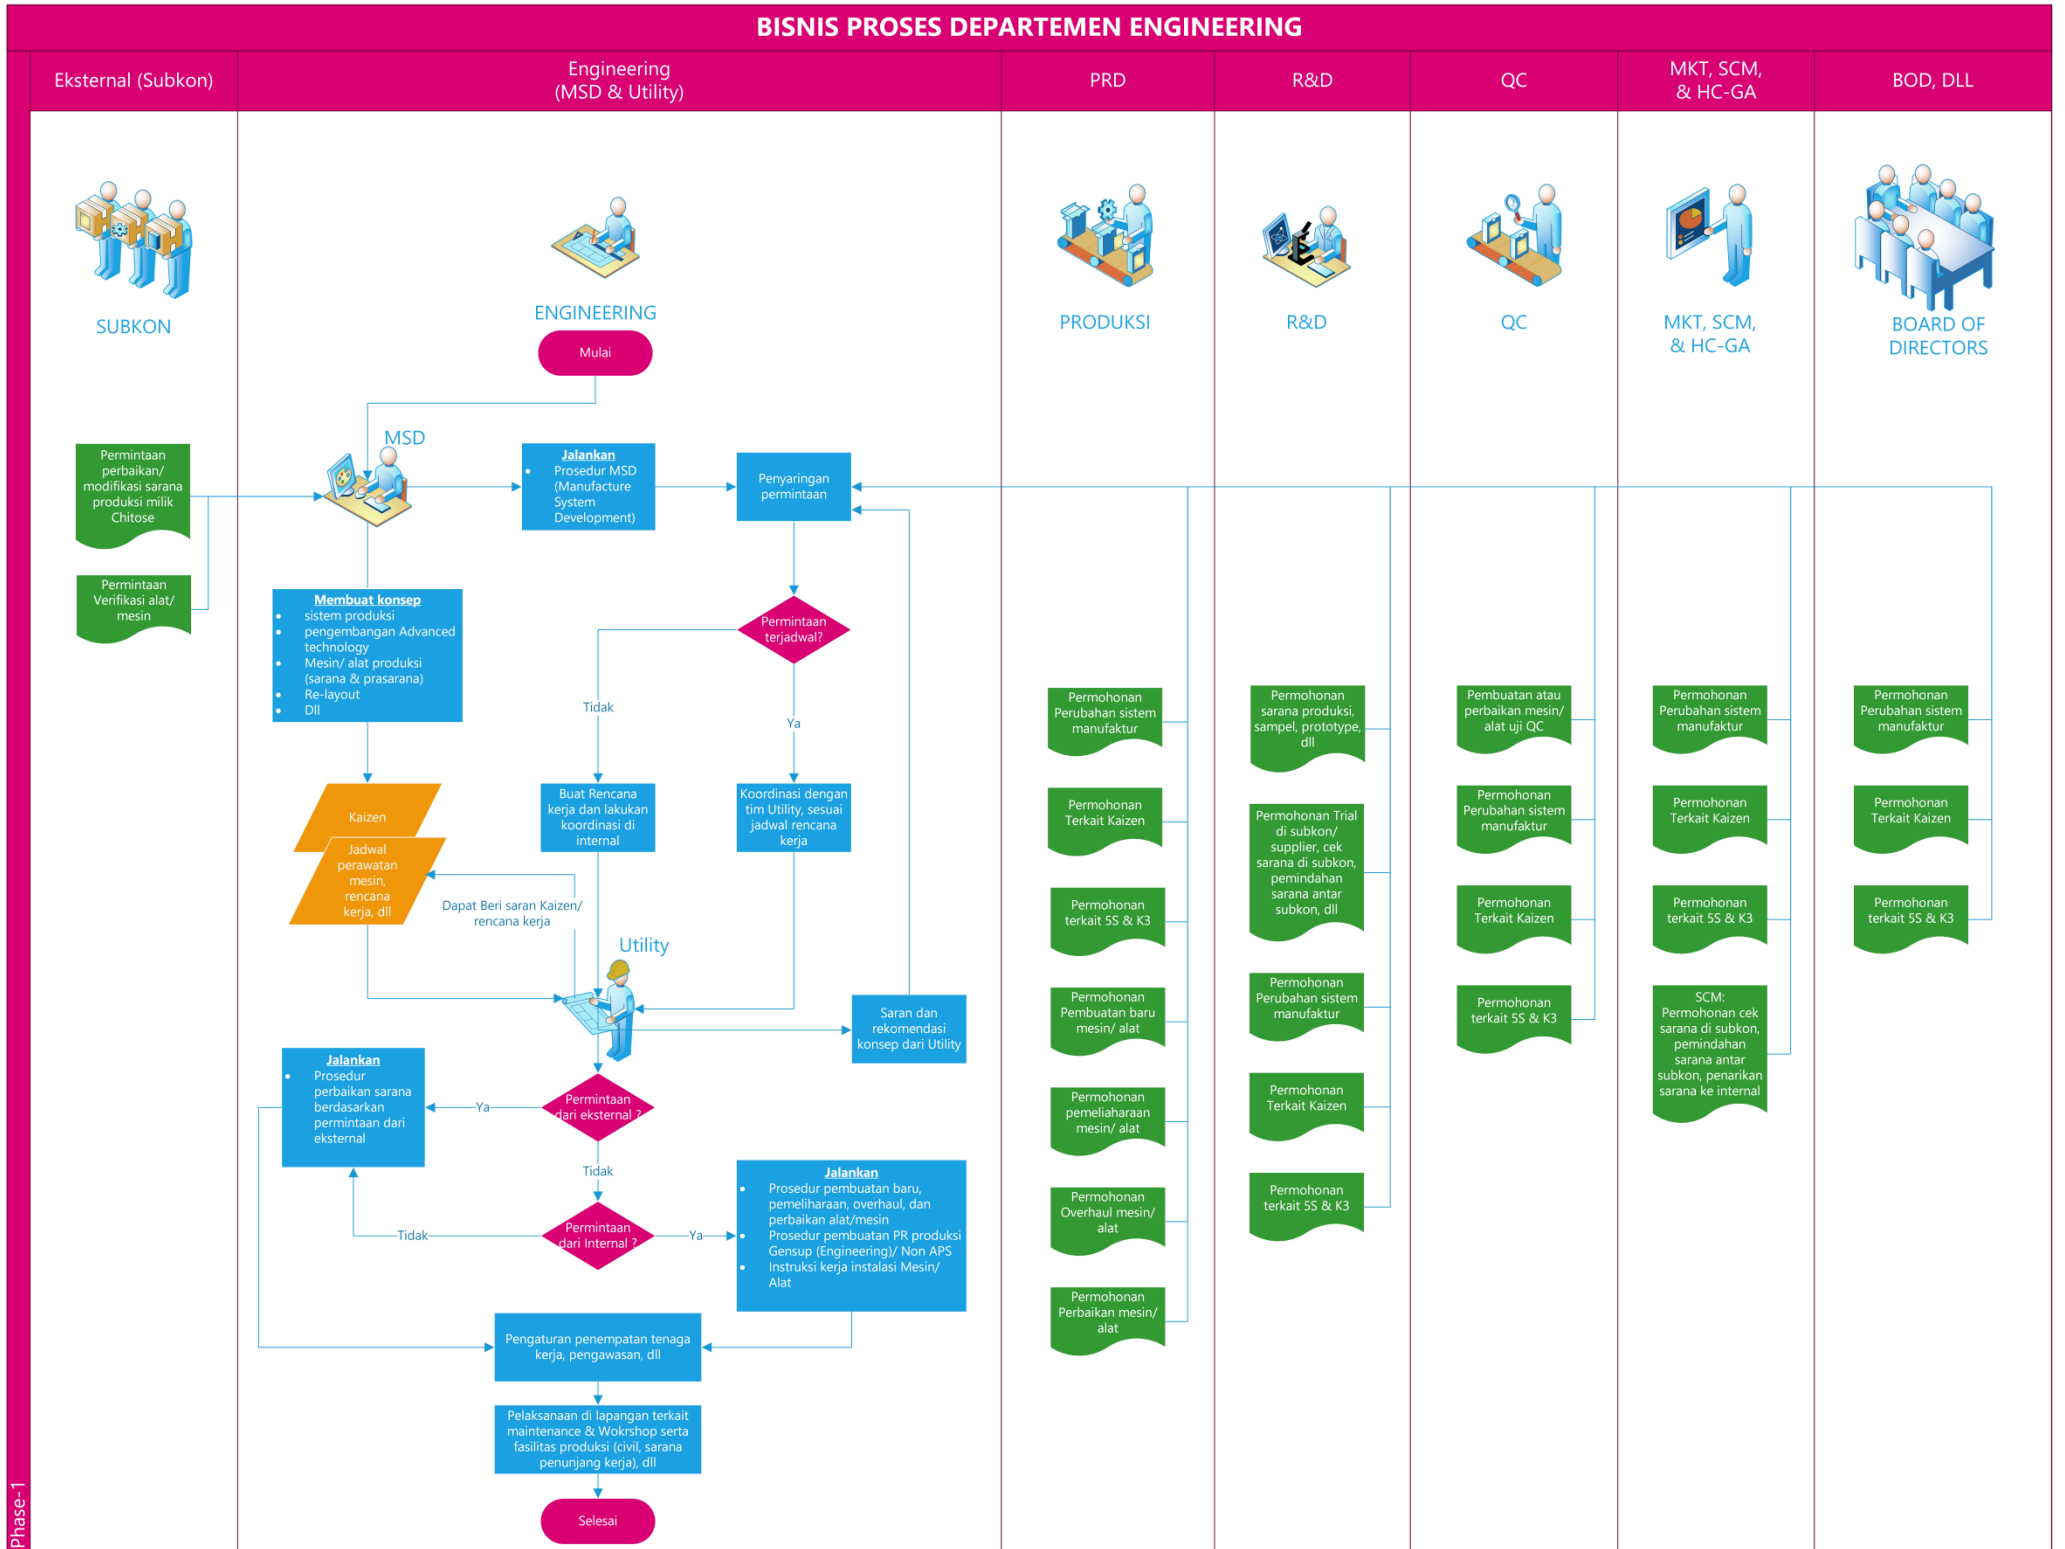 BISNIS PROSES DEPARTEMEN ENGINEERING
Eksternal (Subkon)
Engineering
(MSD & Utility)
PRD
R&D
QC
MKT, SCM,
& HC-GA
BOD, DLL
SUBKON
ENGINEERING
PRODUKSI
R&D
QC
MKT, SCM,
& HC-GA
BOARD OF
DIRECTORS
Mulai
MSD
Permintaan
perbaikan/
modifikasi sarana
produksi milik
Chitose
Permintaan
Verifikasi alat/
mesin
Jalankan
• Prosedur MSD
(Manufacture
System
Development)
Penyaringan
permintaan
Membuat konsep
• sistem produksi
• pengembangan Advanced
technology
• Mesin/ alat produksi
(sarana & prasarana)
• Re-layout
• Dll
Permintaan
terjadwal?
Tidak
Ya
Kaizen
Jadwal
perawatan
mesin,
rencana
kerja, dll
Buat Rencana
kerja dan lakukan
koordinasi di
internal
Koordinasi dengan
tim Utility, sesuai
jadwal rencana
kerja
Dapat Beri saran Kaizen/
rencana kerja
Utility
Saran dan
rekomendasi
konsep dari Utility
Jalankan
• Prosedur
perbaikan sarana
berdasarkan
permintaan dari
eksternal
Ya
Permintaan
dari eksternal ?
Tidak
Permintaan
dari Internal ?
Tidak
Ya
Jalankan
• Prosedur pembuatan baru,
pemeliharaan, overhaul, dan
perbaikan alat/mesin
• Prosedur pembuatan PR produksi
Gensup (Engineering)/ Non APS
• Instruksi kerja instalasi Mesin/
Alat
Pengaturan penempatan tenaga
kerja, pengawasan, dll
Pelaksanaan di lapangan terkait
maintenance & Wokrshop serta
fasilitas produksi (civil, sarana
penunjang kerja), dll
Selesai
Permohonan
Perubahan sistem
manufaktur
Permohonan
Terkait Kaizen
Permohonan
terkait 5S & K3
Permohonan
Pembuatan baru
mesin/ alat
Permohonan
pemeliaharaan
mesin/ alat
Permohonan
Overhaul mesin/
alat
Permohonan
Perbaikan mesin/
alat
Permohonan
sarana produksi,
sampel, prototype,
dll
Permohonan Trial
di subkon/
supplier, cek
sarana di subkon,
pemindahan
sarana antar
subkon, dll
Permohonan
Perubahan sistem
manufaktur
Permohonan
Terkait Kaizen
Permohonan
terkait 5S & K3
Pembuatan atau
perbaikan mesin/
alat uji QC
Permohonan
Perubahan sistem
manufaktur
Permohonan
Terkait Kaizen
Permohonan
terkait 5S & K3
Permohonan
Perubahan sistem
manufaktur
Permohonan
Terkait Kaizen
Permohonan
terkait 5S & K3
SCM:
Permohonan cek
sarana di subkon,
pemindahan
sarana antar
subkon, penarikan
sarana ke internal
Permohonan
Perubahan sistem
manufaktur
Permohonan
Terkait Kaizen
Permohonan
terkait 5S & K3
Phase-1